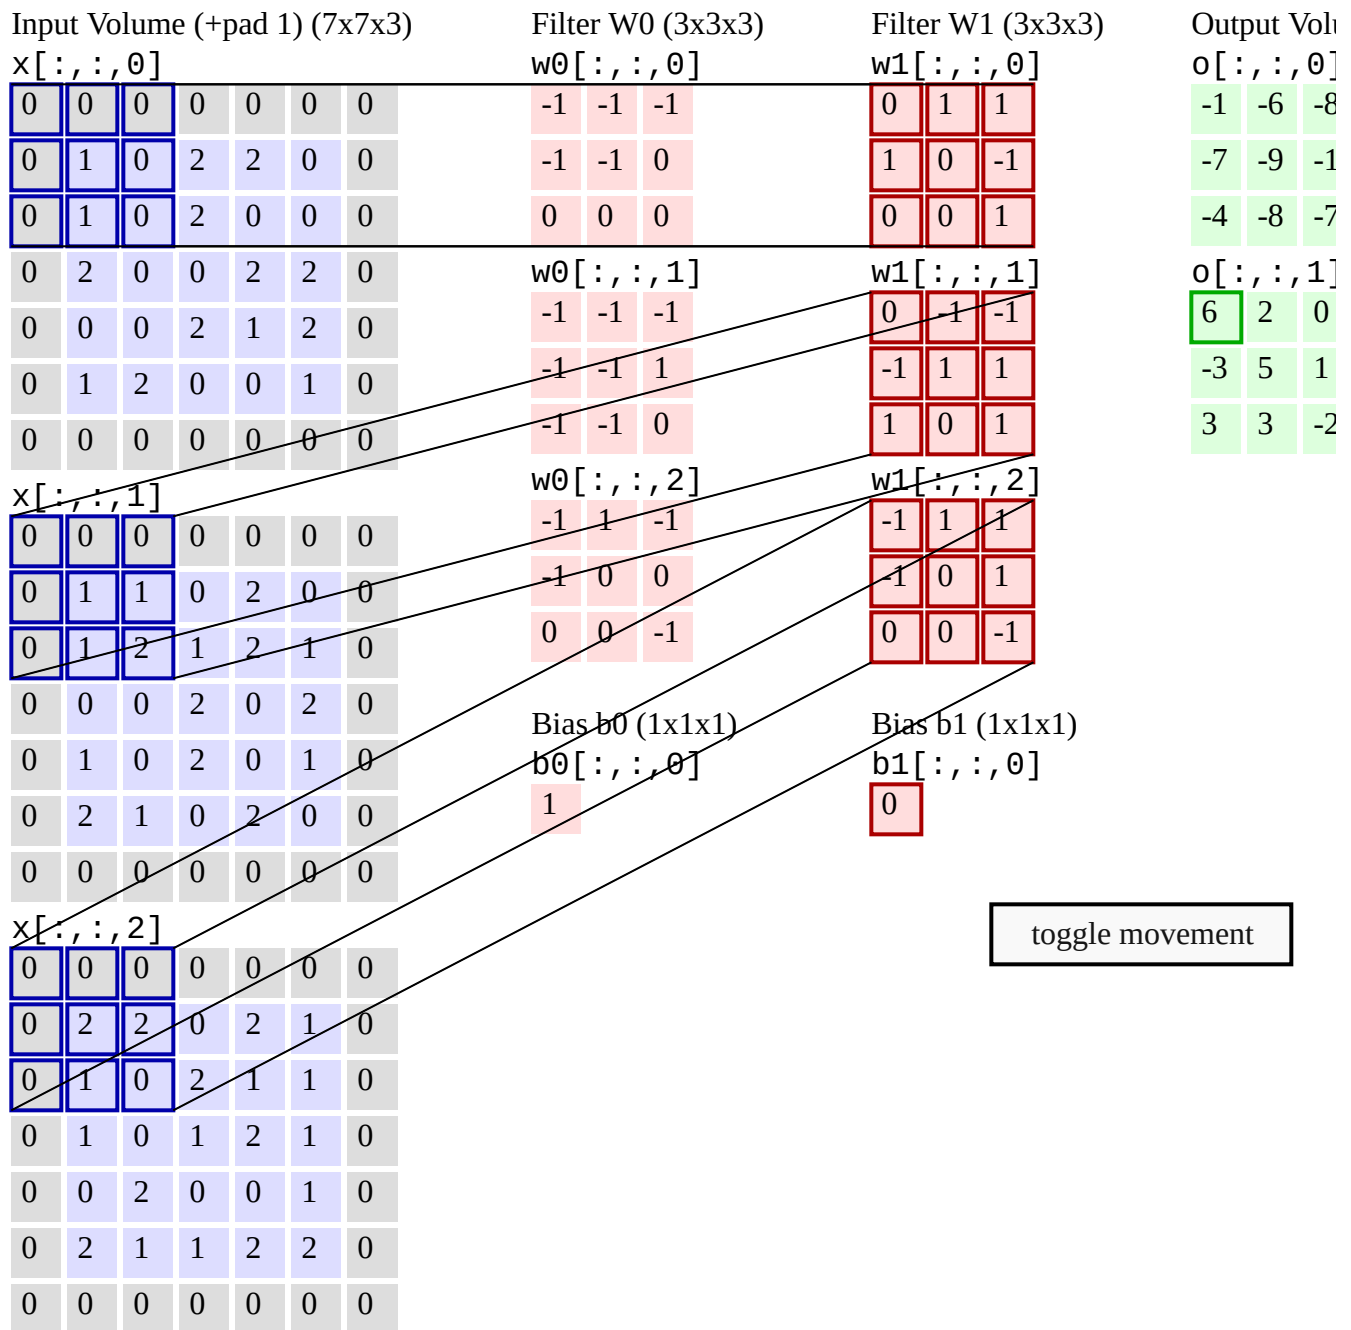 Input Volume (+pad 1) (7x7x3)
x[:,:,0]
0 0 0 0 0 0 0
0 1 0 2 2 0 0
0 1 0 2 0 0 0
0 2 0 0 2 2 0
0 0 0 2 1 2 0
0 1 2 0 0 1 0
0 0 0 0 0 0 0
x[:,:,1]
0 0 0 0 0 0 0
0 1 1 0 2 0 0
0 1 2 1 2 1 0
0 0 0 2 0 2 0
0 1 0 2 0 1 0
0 2 1 0 2 0 0
0 0 0 0 0 0 0
x[:,:,2]
0 0 0 0 0 0 0
0 2 2 0 2 1 0
0 1 0 2 1 1 0
0 1 0 1 2 1 0
0 0 2 0 0 1 0
0 2 1 1 2 2 0
0 0 0 0 0 0 0
Filter W0 (3x3x3)
w0[:,:,0]
-1 -1 -1
-1 -1 0
0 0 0
w0[:,:,1]
-1 -1 -1
-1 -1 1
-1 -1 0
w0[:,:,2]
-1 1 -1
-1 0 0
0 0 -1
Bias b0 (1x1x1)
b0[:,:,0]
1
Filter W1 (3x3x3)
w1[:,:,0]
0 1 1
1 0 -1
0 0 1
w1[:,:,1]
0 -1 -1
-1 1 1
1 0 1
w1[:,:,2]
-1 1 1
-1 0 1
0 0 -1
Bias b1 (1x1x1)
b1[:,:,0]
0
Output
o[:,:,0]
-1 -6 -8
-7 -9 -1
-4 -8 -7
o[:,:,1]
6 2 0
-3 5 1
3 3 -2
toggle movement